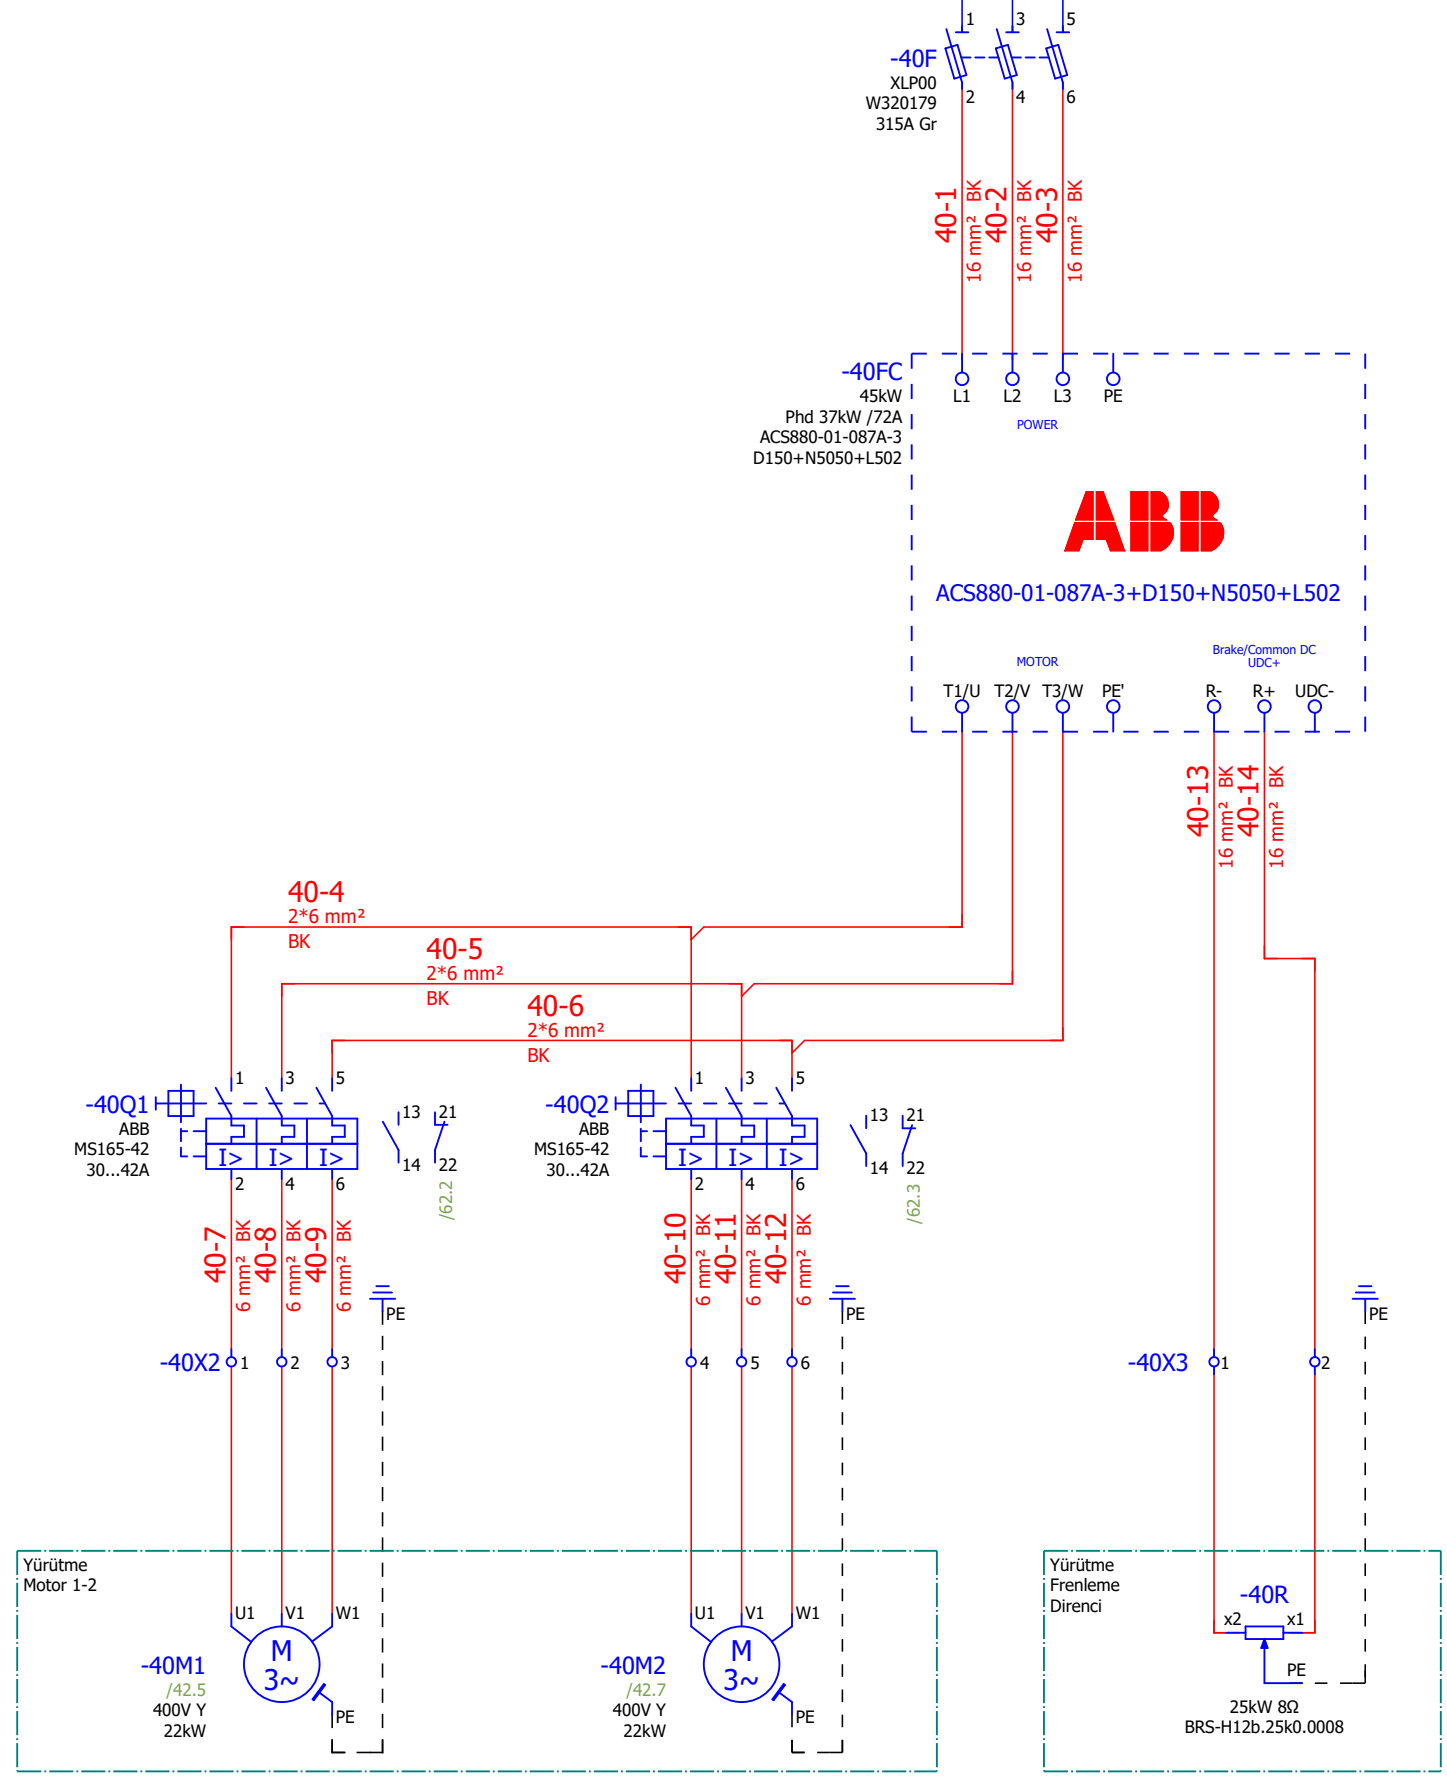 1 3 5
-40F
XLP00
W320179
315A Gr
2 4 6
40-1 16 mm² BK
40-2 16 mm² BK
40-3 16 mm² BK
-40FC
45kW
Phd 37kW /72A
ACS880-01-087A-3
D150+N5050+L502
L1 L2 L3 PE
POWER
ABB
ACS880-01-087A-3+D150+N5050+L502
MOTOR
Brake/Common DC
UDC+
T1/U T2/V T3/W PE' R- R+ UDC-
40-13 16 mm² BK
40-14 16 mm² BK
40-4
2*6 mm²
BK
40-5
2*6 mm²
BK
40-6
2*6 mm²
BK
-40Q1
ABB
MS165-42
30...42A
1 3 5
I> I> I>
2 4 6
13 21
14 22
/62.2
-40Q2
ABB
MS165-42
30...42A
1 3 5
I> I> I>
2 4 6
13 21
14 22
/62.3
40-7 6 mm² BK
40-8 6 mm² BK
40-9 6 mm² BK
40-10 6 mm² BK
40-11 6 mm² BK
40-12 6 mm² BK
PE
PE
PE
-40X2 1 2 3 4 5 6
-40X3 1 2
Yürütme
Motor 1-2
U1 V1 W1
M
3~
-40M1
/42.5
400V Y
22kW
PE
U1 V1 W1
M
3~
-40M2
/42.7
400V Y
22kW
PE
Yürütme
Frenleme
Direnci
-40R
x2 x1
PE
25kW 8Ω
BRS-H12b.25k0.0008